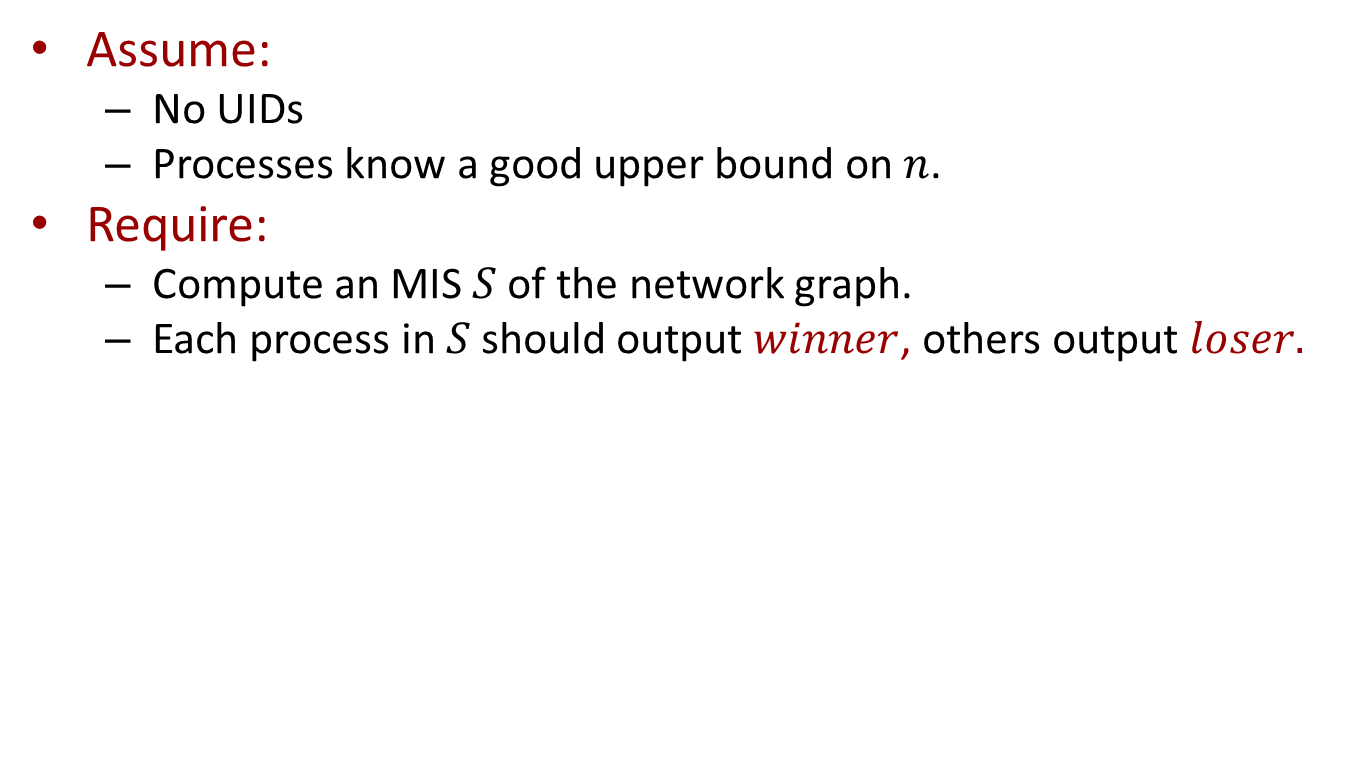 • Assume:
– No UIDs
– Processes know a good upper bound on n.
• Require:
– Compute an MIS S of the network graph.
– Each process in S should output winner, others output loser.